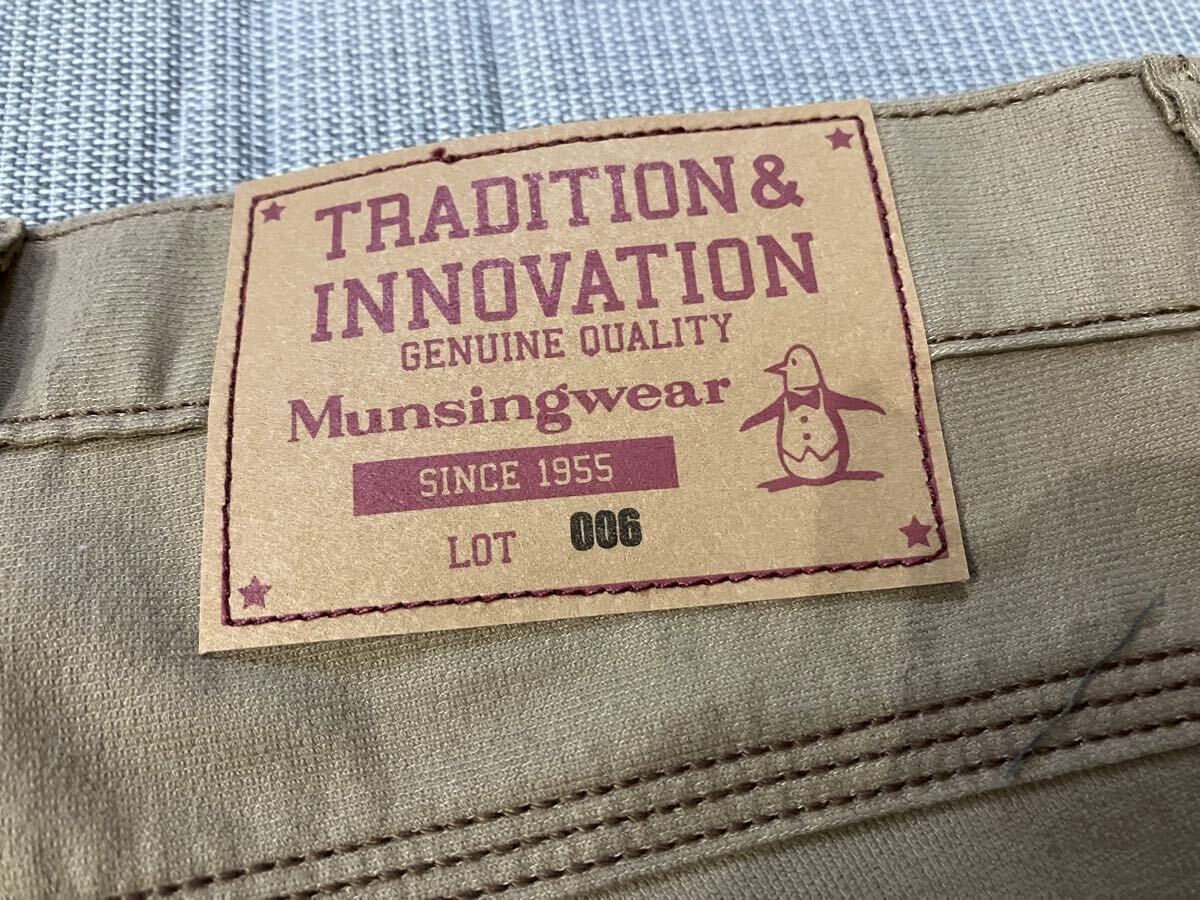 TRADITION &
INNOVATION
GENUINE QUALITY
Munsingwear
SINCE 1955
LOT 006